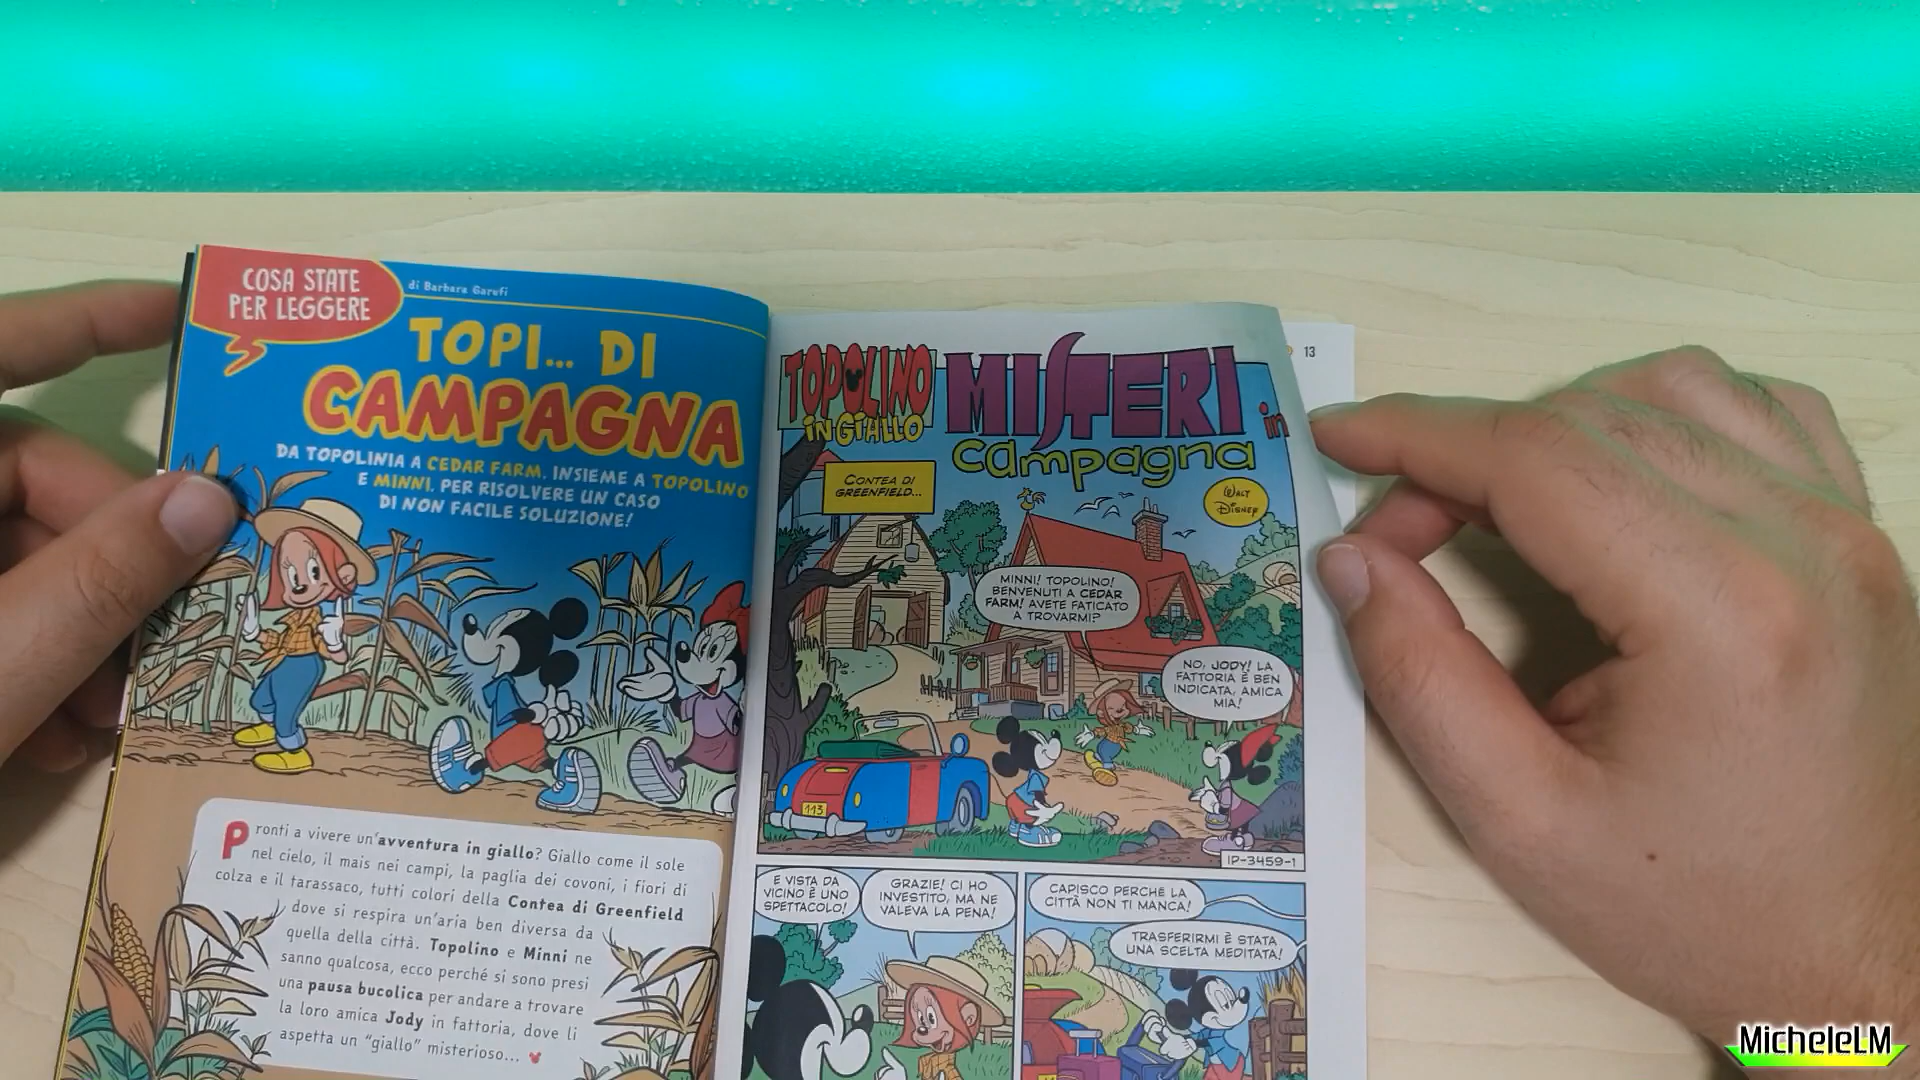 COSA STATE
PER LEGGERE
di Barbara Garufi
TOPI... DI
CAMPAGNA
DA TOPOLINIA A CEDAR FARM, INSIEME A TOPOLINO
E MINNI, PER RISOLVERE UN CASO
DI NON FACILE SOLUZIONE!
Pronti a vivere un'avventura in giallo? Giallo come il sole
nel cielo, il mais nei campi, la paglia dei covoni, i fiori di
colza e il tarassaco, tutti colori della Contea di Greenfield
dove si respira un'aria ben diversa da
quella della città. Topolino e Minni ne
sanno qualcosa, ecco perché si sono presi
una pausa bucolica per andare a trovare
la loro amica Jody in fattoria, dove li
aspetta un "giallo" misterioso...
13
TOPOLINO
IN GIALLO
MISTERI in
campagna
CONTEA DI
GREENFIELD...
WALT
DISNEY
MINNI! TOPOLINO!
BENVENUTI A CEDAR
FARM! AVETE FATICATO
A TROVARMI?
NO, JODY! LA
FATTORIA È BEN
INDICATA, AMICA
MIA!
113
IP-3459-1
E VISTA DA
VICINO È UNO
SPETTACOLO!
GRAZIE! CI HO
INVESTITO, MA NE
VALEVA LA PENA!
CAPISCO PERCHÉ LA
CITTÀ NON TI MANCA!
TRASFERIRMI È STATA
UNA SCELTA MEDITATA!
MicheleLM